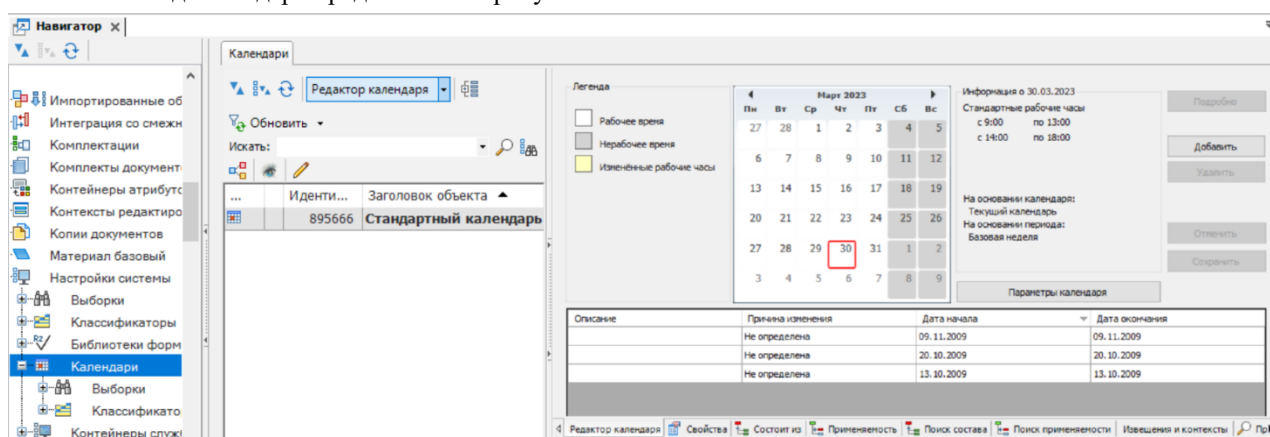 Навигатор
Импортированные об
Интеграция со смежн
Комплектации
Комплекты документ
Контейнеры атрибутс
Контексты редактиро
Копии документов
Материал базовый
Настройки системы
Выборки
Классификаторы
Библиотеки форм
Календари
Выборки
Классификато
Контейнеры служ
Календари
Редактор календаря
Обновить
Искать:
... Иденти... Заголовок объекта
895666 Стандартный календарь
Легенда
Рабочее время
Нерабочее время
Изменённые рабочие часы
Март 2023
Пн Вт Ср Чт Пт Сб Вс
27 28 1 2 3 4 5
6 7 8 9 10 11 12
13 14 15 16 17 18 19
20 21 22 23 24 25 26
27 28 29 30 31 1 2
3 4 5 6 7 8 9
Информация о 30.03.2023
Стандартные рабочие часы
с 9:00 по 13:00
с 14:00 по 18:00
На основании календаря:
Текущий календарь
На основании периода:
Базовая неделя
Параметры календаря
Подробно
Добавить
Удалить
Отменить
Сохранить
Описание Причина изменения Дата начала Дата окончания
Не определена 09.11.2009 09.11.2009
Не определена 20.10.2009 20.10.2009
Не определена 13.10.2009 13.10.2009
Редактор календаря Свойства Состоит из Применяемость Поиск состава Поиск применяемости Извещения и контексты